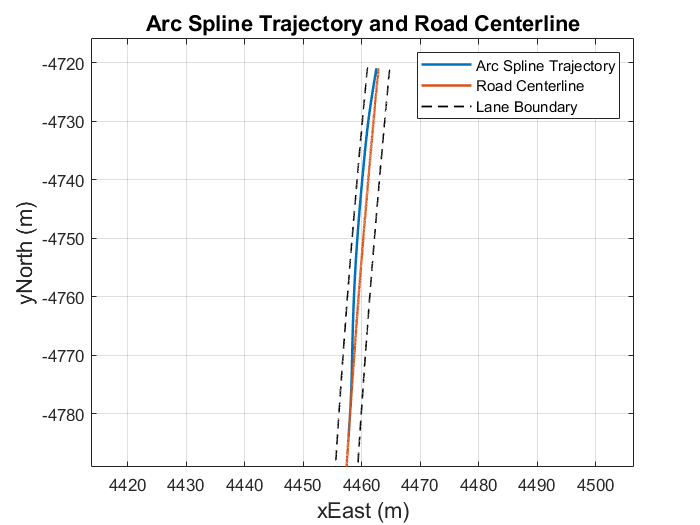 Arc Spline Trajectory and Road Centerline
Arc Spline Trajectory
Road Centerline
Lane Boundary
yNorth (m)
-4720
-4730
-4740
-4750
-4760
-4770
-4780
4420 4430 4440 4450 4460 4470 4480 4490 4500
xEast (m)